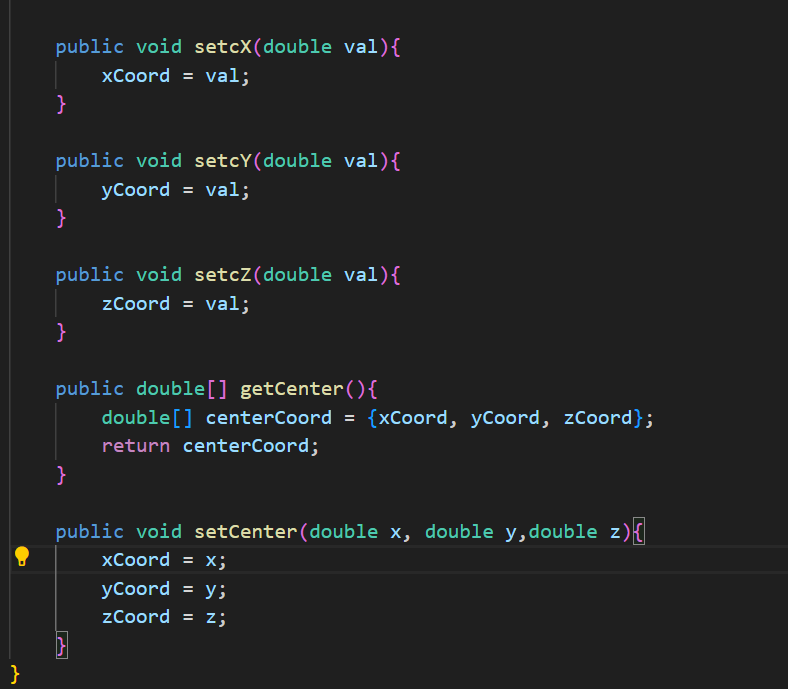 public void setcX(double val){
xCoord = val;
}
public void setcY(double val){
yCoord = val;
}
public void setcZ(double val){
zCoord = val;
}
public double[] getCenter(){
double[] centerCoord = {xCoord, yCoord, zCoord};
return centerCoord;
}
public void setCenter(double x, double y,double z){
xCoord = x;
yCoord = y;
zCoord = z;
}
}